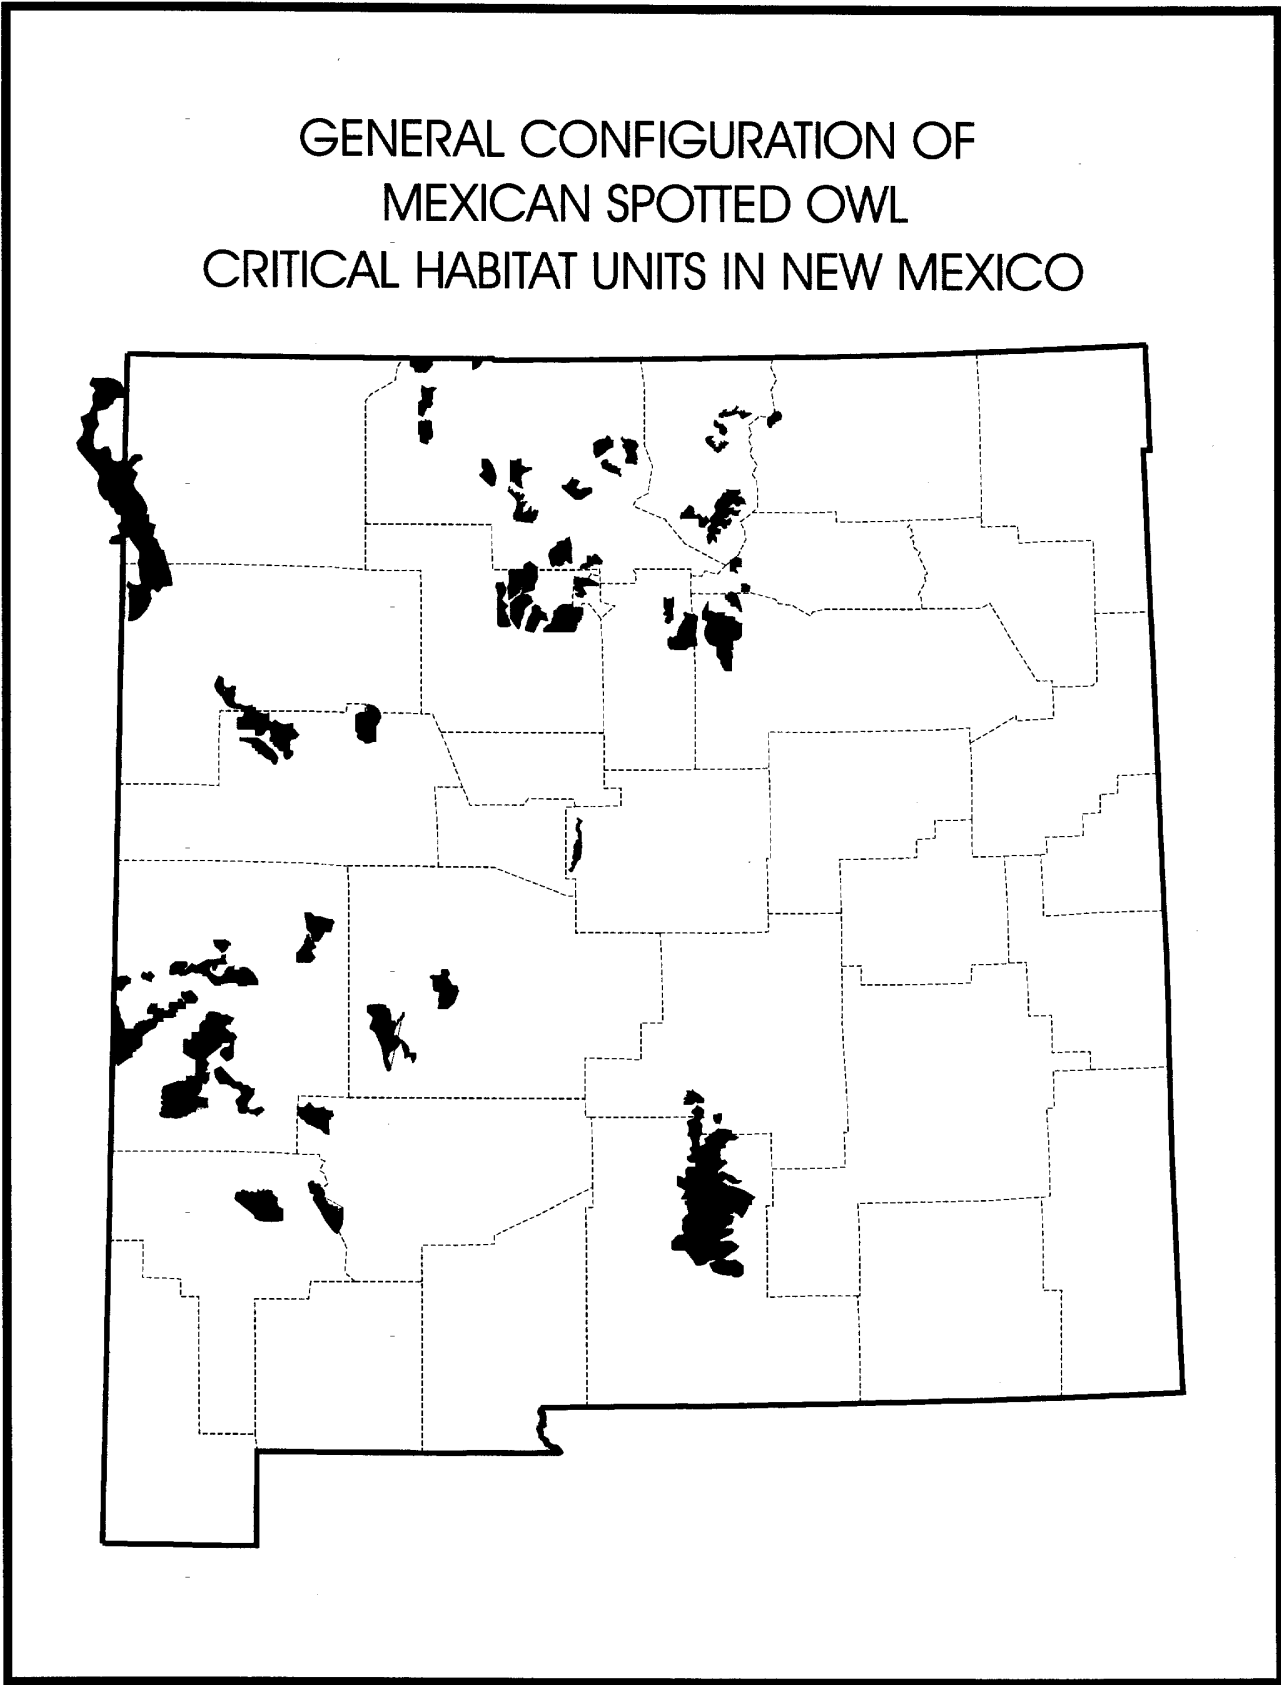 GENERAL CONFIGURATION OF
MEXICAN SPOTTED OWL
CRITICAL HABITAT UNITS IN NEW MEXICO